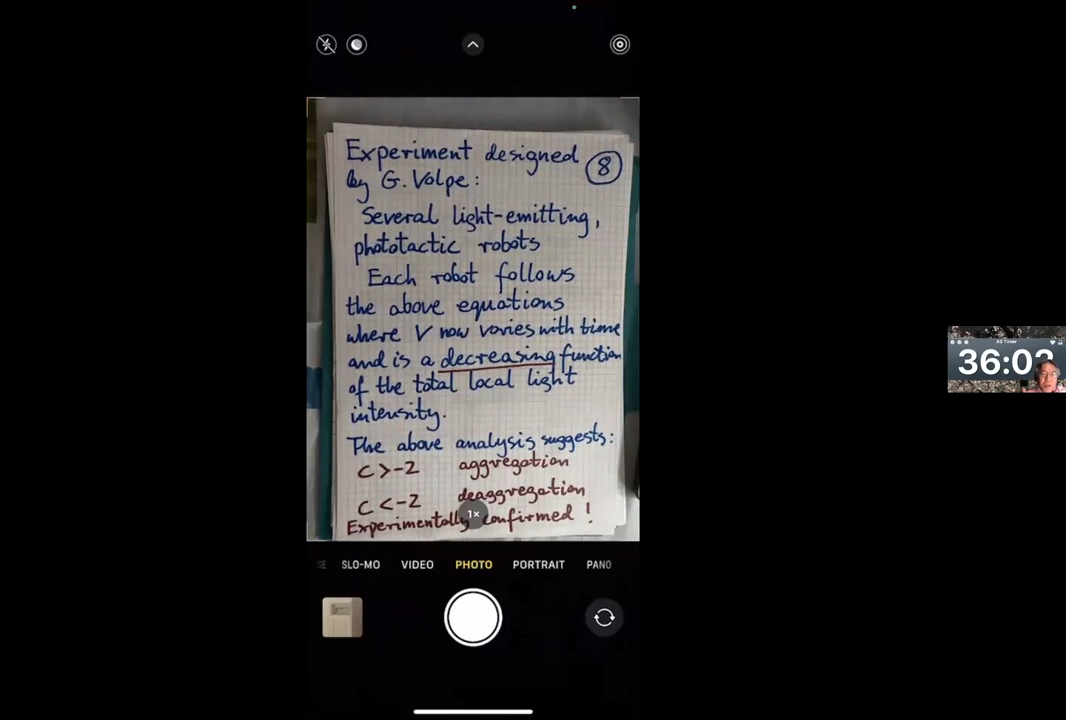 Experiment designed
by G. Volpe:
8
Several light-emitting,
phototactic robots
Each robot follows
the above equations
where V now varies with time
and is a decreasing function
of the total local light
intensity.
The above analysis suggests:
C > -2 aggregation
C < -2 deaggregation
1×
Experimentally confirmed !
SLO-MO VIDEO PHOTO PORTRAIT PANO
36:02